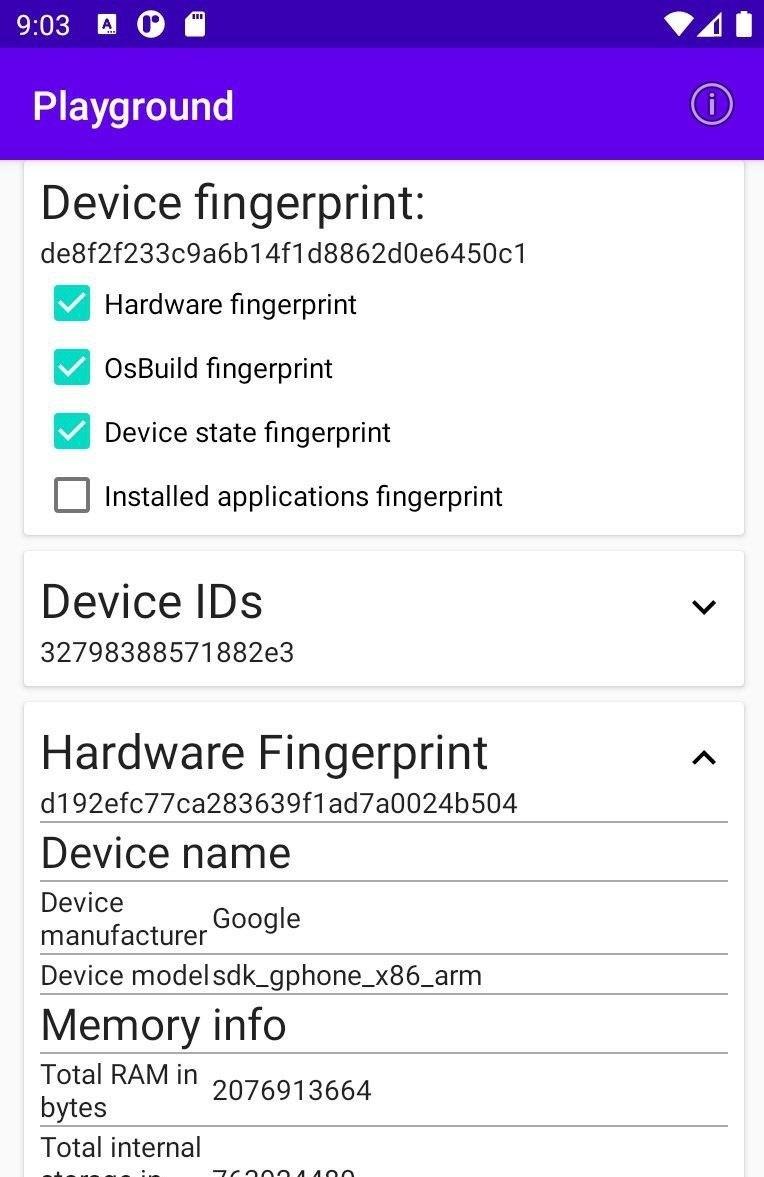 9:03
Playground
Device fingerprint:
de8f2f233c9a6b14f1d8862d0e6450c1
Hardware fingerprint
OsBuild fingerprint
Device state fingerprint
Installed applications fingerprint
Device IDs
32798388571882e3
Hardware Fingerprint
d192efc77ca283639f1ad7a0024b504
Device name
Device
manufacturer Google
Device model sdk_gphone_x86_arm
Memory info
Total RAM in
bytes 2076913664
Total internal